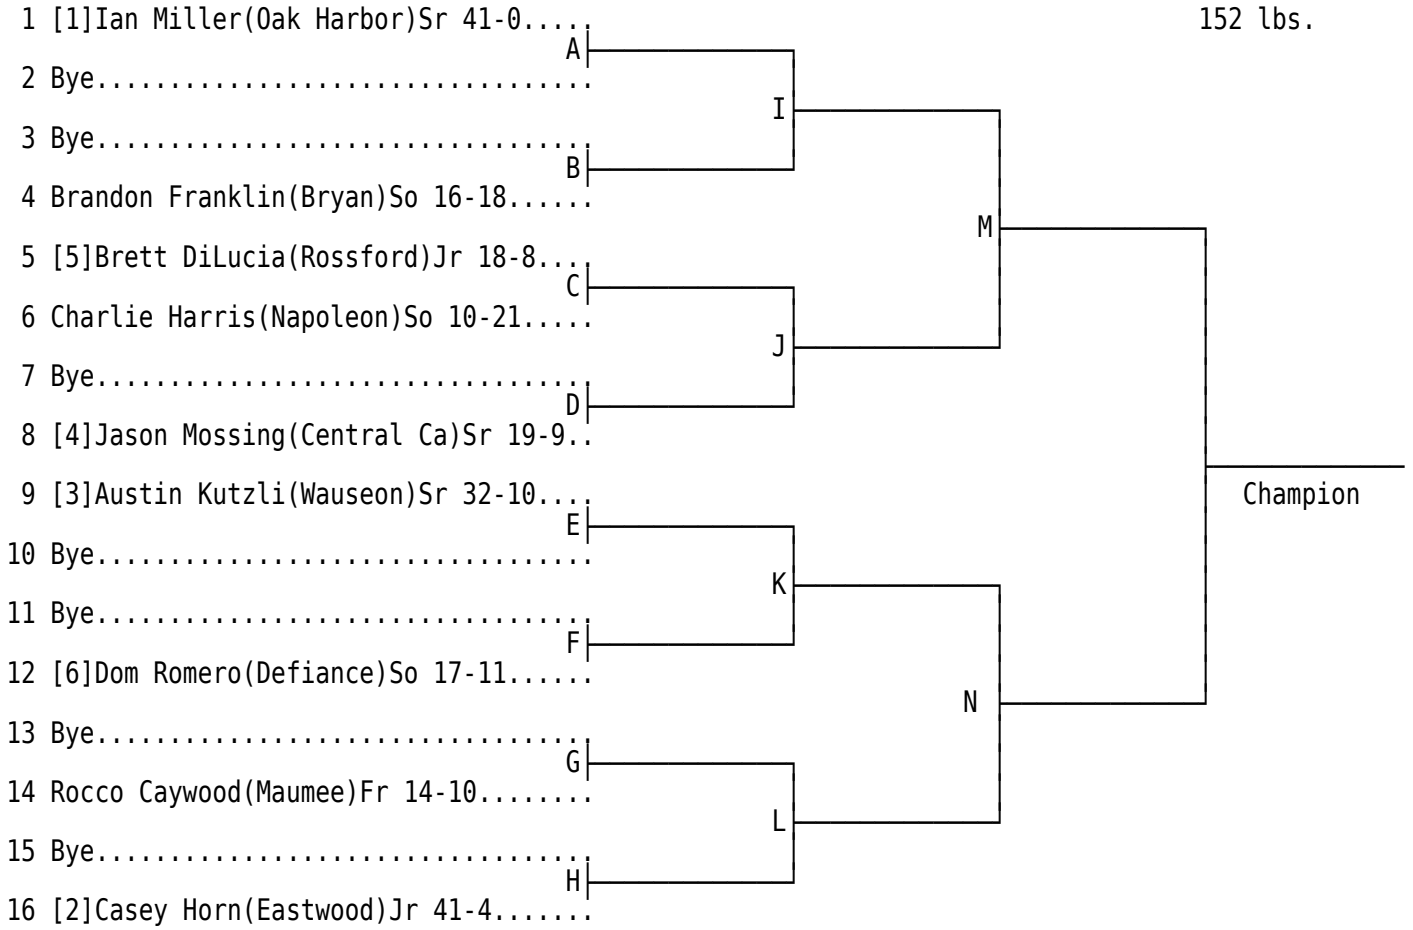 1 [1]Ian Miller(Oak Harbor)Sr 41-0..... 152 lbs.
A
2 Bye..................................
I
3 Bye..................................
B
4 Brandon Franklin(Bryan)So 16-18......
M
5 [5]Brett DiLucia(Rossford)Jr 18-8....
C
6 Charlie Harris(Napoleon)So 10-21.....
J
7 Bye..................................
D
8 [4]Jason Mossing(Central Ca)Sr 19-9..
9 [3]Austin Kutzli(Wauseon)Sr 32-10.... Champion
E
10 Bye..................................
K
11 Bye..................................
F
12 [6]Dom Romero(Defiance)So 17-11......
N
13 Bye..................................
G
14 Rocco Caywood(Maumee)Fr 14-10........
L
15 Bye..................................
H
16 [2]Casey Horn(Eastwood)Jr 41-4.......